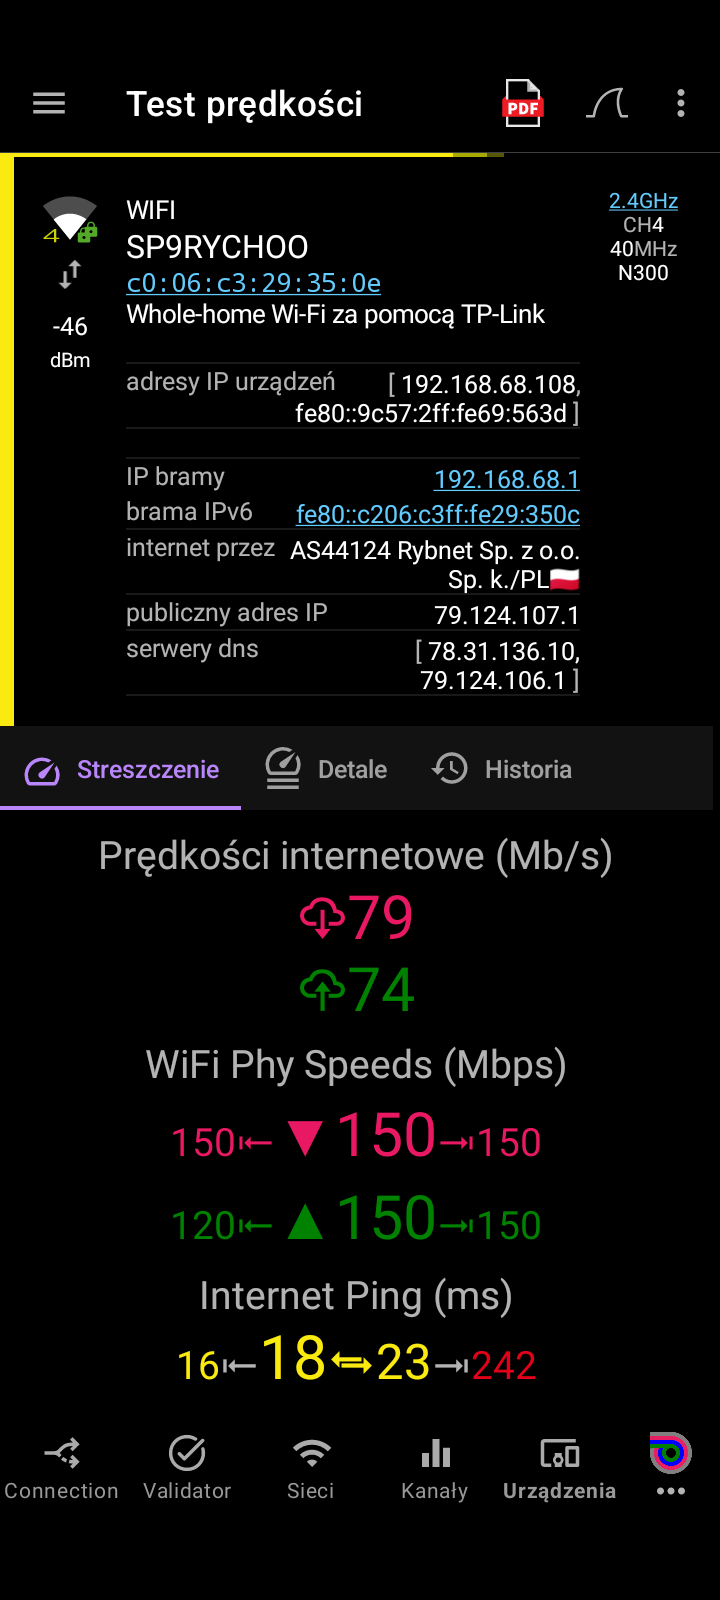 Test prędkości
PDF
WIFI
2.4GHz
SP9RYCHOO
CH4
c0:06:c3:29:35:0e
40MHz
Whole-home Wi-Fi za pomocą TP-Link
N300
4
-46
dBm
adresy IP urządzeń [ 192.168.68.108,
fe80::9c57:2ff:fe69:563d ]
IP bramy 192.168.68.1
brama IPv6 fe80::c206:c3ff:fe29:350c
internet przez AS44124 Rybnet Sp. z o.o.
Sp. k./PL🇵🇱
publiczny adres IP 79.124.107.1
serwery dns [ 78.31.136.10,
79.124.106.1 ]
Streszczenie Detale Historia
Prędkości internetowe (Mb/s)
79
74
WiFi Phy Speeds (Mbps)
150 ▼ 150 150
120 ▲ 150 150
Internet Ping (ms)
16 18 23 242
Connection Validator Sieci Kanały Urządzenia